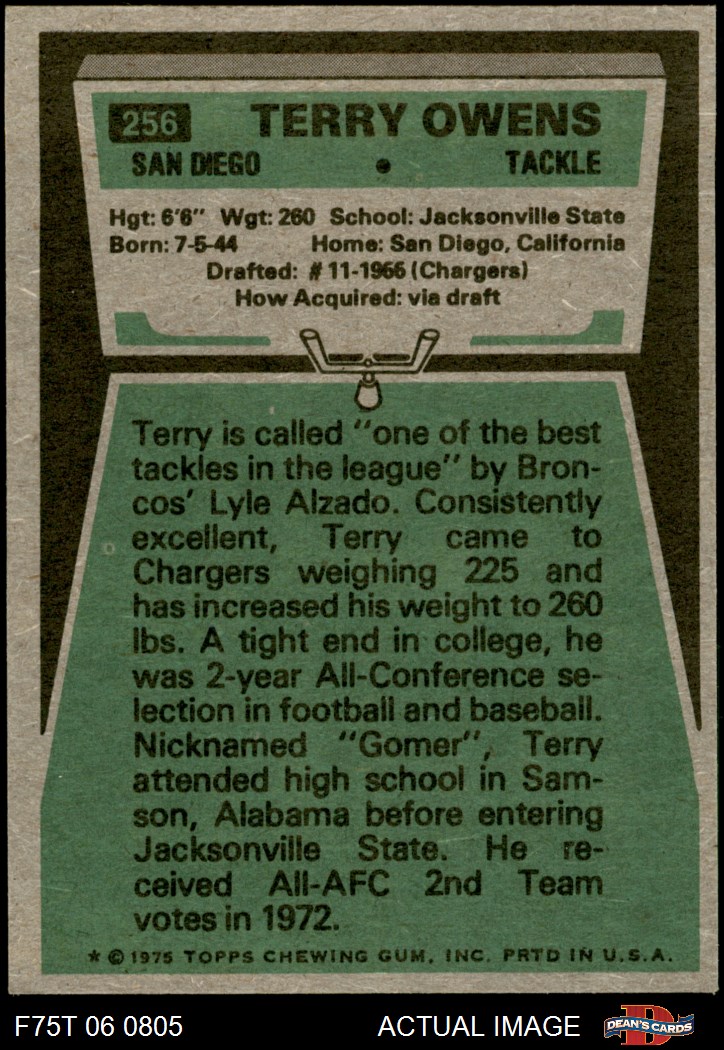 256 TERRY OWENS
SAN DIEGO • TACKLE
Hgt: 6'6" Wgt: 260 School: Jacksonville State
Born: 7-5-44 Home: San Diego, California
Drafted: #11-1966 (Chargers)
How Acquired: via draft
Terry is called "one of the best
tackles in the league" by Bron-
cos' Lyle Alzado. Consistently
excellent, Terry came to
Chargers weighing 225 and
has increased his weight to 260
lbs. A tight end in college, he
was 2-year All-Conference se-
lection in football and baseball.
Nicknamed "Gomer", Terry
attended high school in Sam-
son, Alabama before entering
Jacksonville State. He re-
ceived All-AFC 2nd Team
votes in 1972.
* © 1975 TOPPS CHEWING GUM, INC. PRTD IN U.S.A.
F75T 06 0805 ACTUAL IMAGE D DEAN'S CARDS